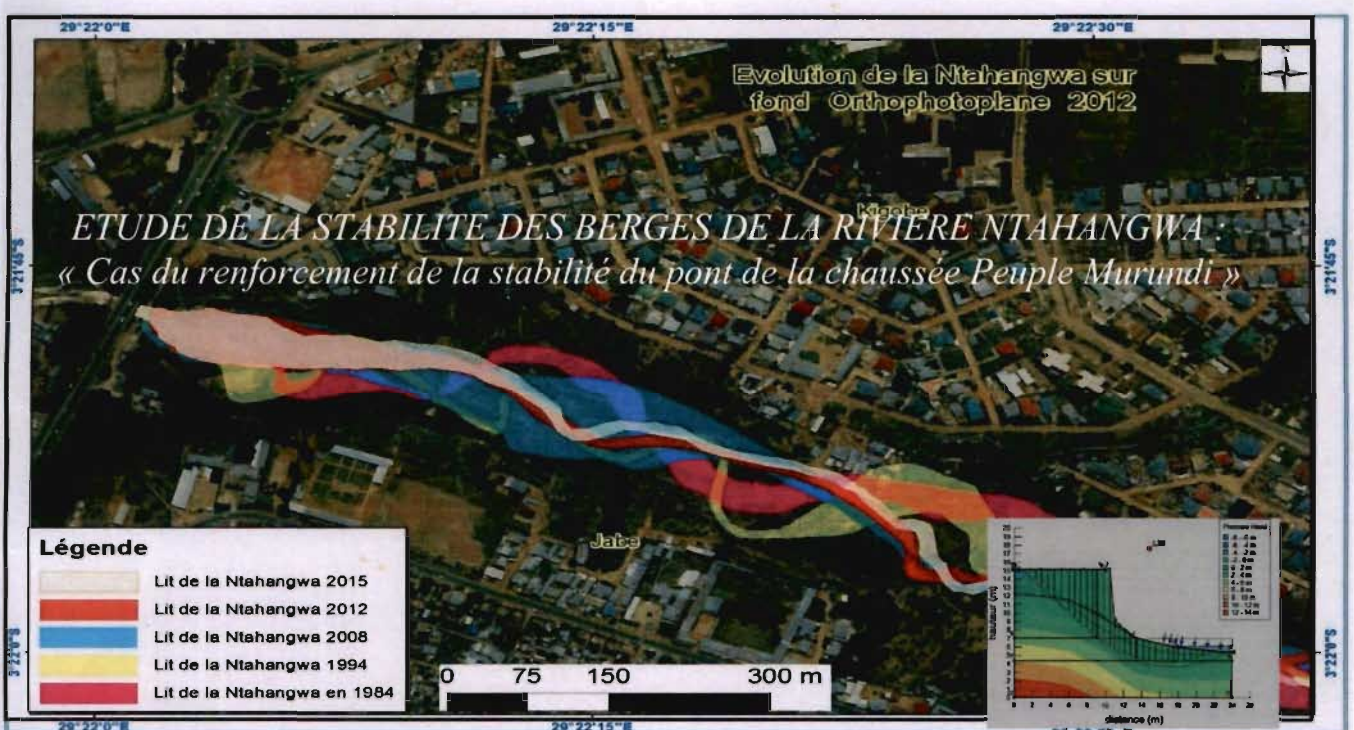 29°22'0"E 29°22'15"E 29°22'30"E
N
Evolution de la Ntahangwa sur
fond Orthophotoplane 2012
Kigobe
ETUDE DE LA STABILITE DES BERGES DE LA RIVIERE NTAHANGWA :
« Cas du renforcement de la stabilité du pont de la chaussée Peuple Murundi »
3°21'45"S 3°21'45"S
Jabe
Légende
Lit de la Ntahangwa 2015
Lit de la Ntahangwa 2012
Lit de la Ntahangwa 2008
Lit de la Ntahangwa 1994
Lit de la Ntahangwa en 1984
0 75 150 300 m
hauteur (m)
distance (m)
3°22'0"S 3°22'0"S
29°22'0"E 29°22'15"E